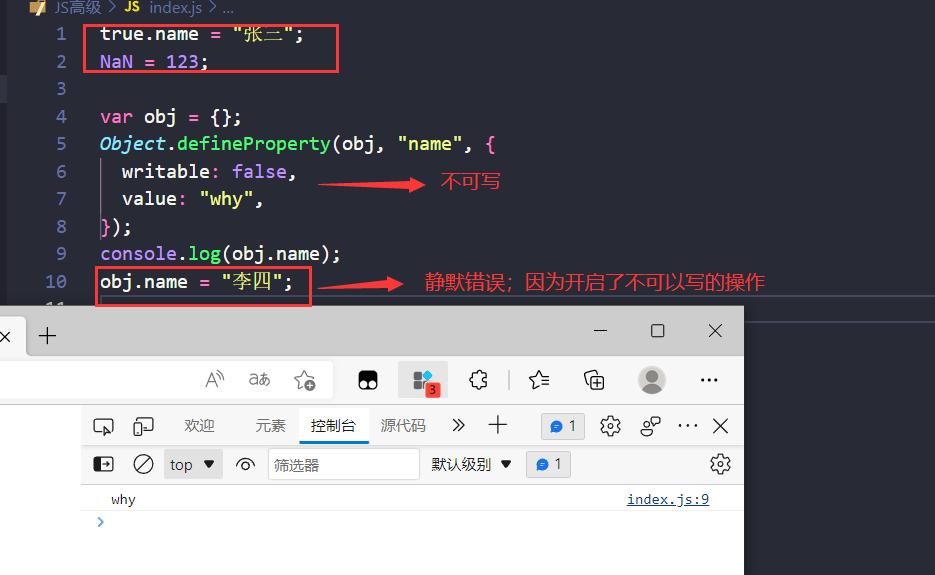 JS高级 > JS index.js > ...
1 true.name = "张三";
2 NaN = 123;
3
4 var obj = {};
5 Object.defineProperty(obj, "name", {
6 writable: false,
不可写
7 value: "why",
8 });
9 console.log(obj.name);
10 obj.name = "李四";
静默错误；因为开启了不可以写的操作
11
A
aあ
3
欢迎 元素 控制台 源代码 1
top 筛选器 默认级别 1
why index.js:9